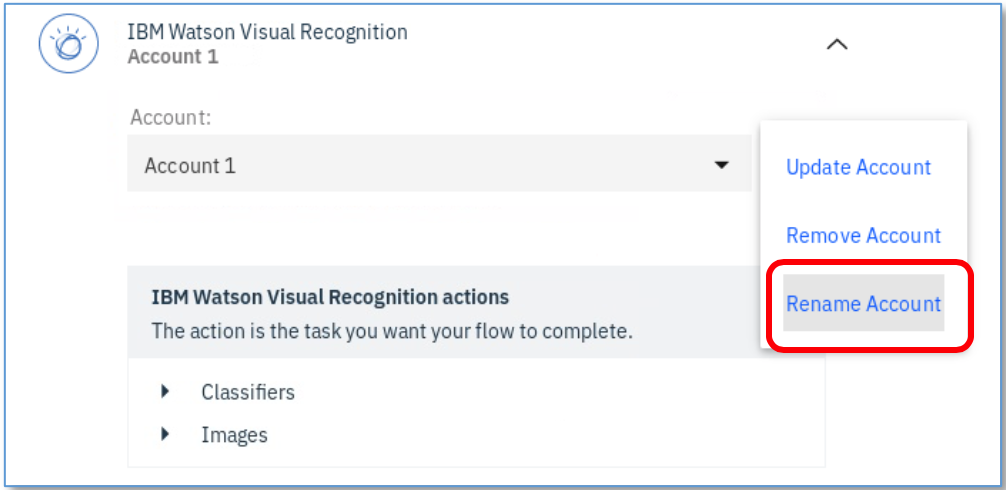 IBM Watson Visual Recognition
Account 1
Account:
Account 1
Update Account
Remove Account
Rename Account
IBM Watson Visual Recognition actions
The action is the task you want your flow to complete.
Classifiers
Images